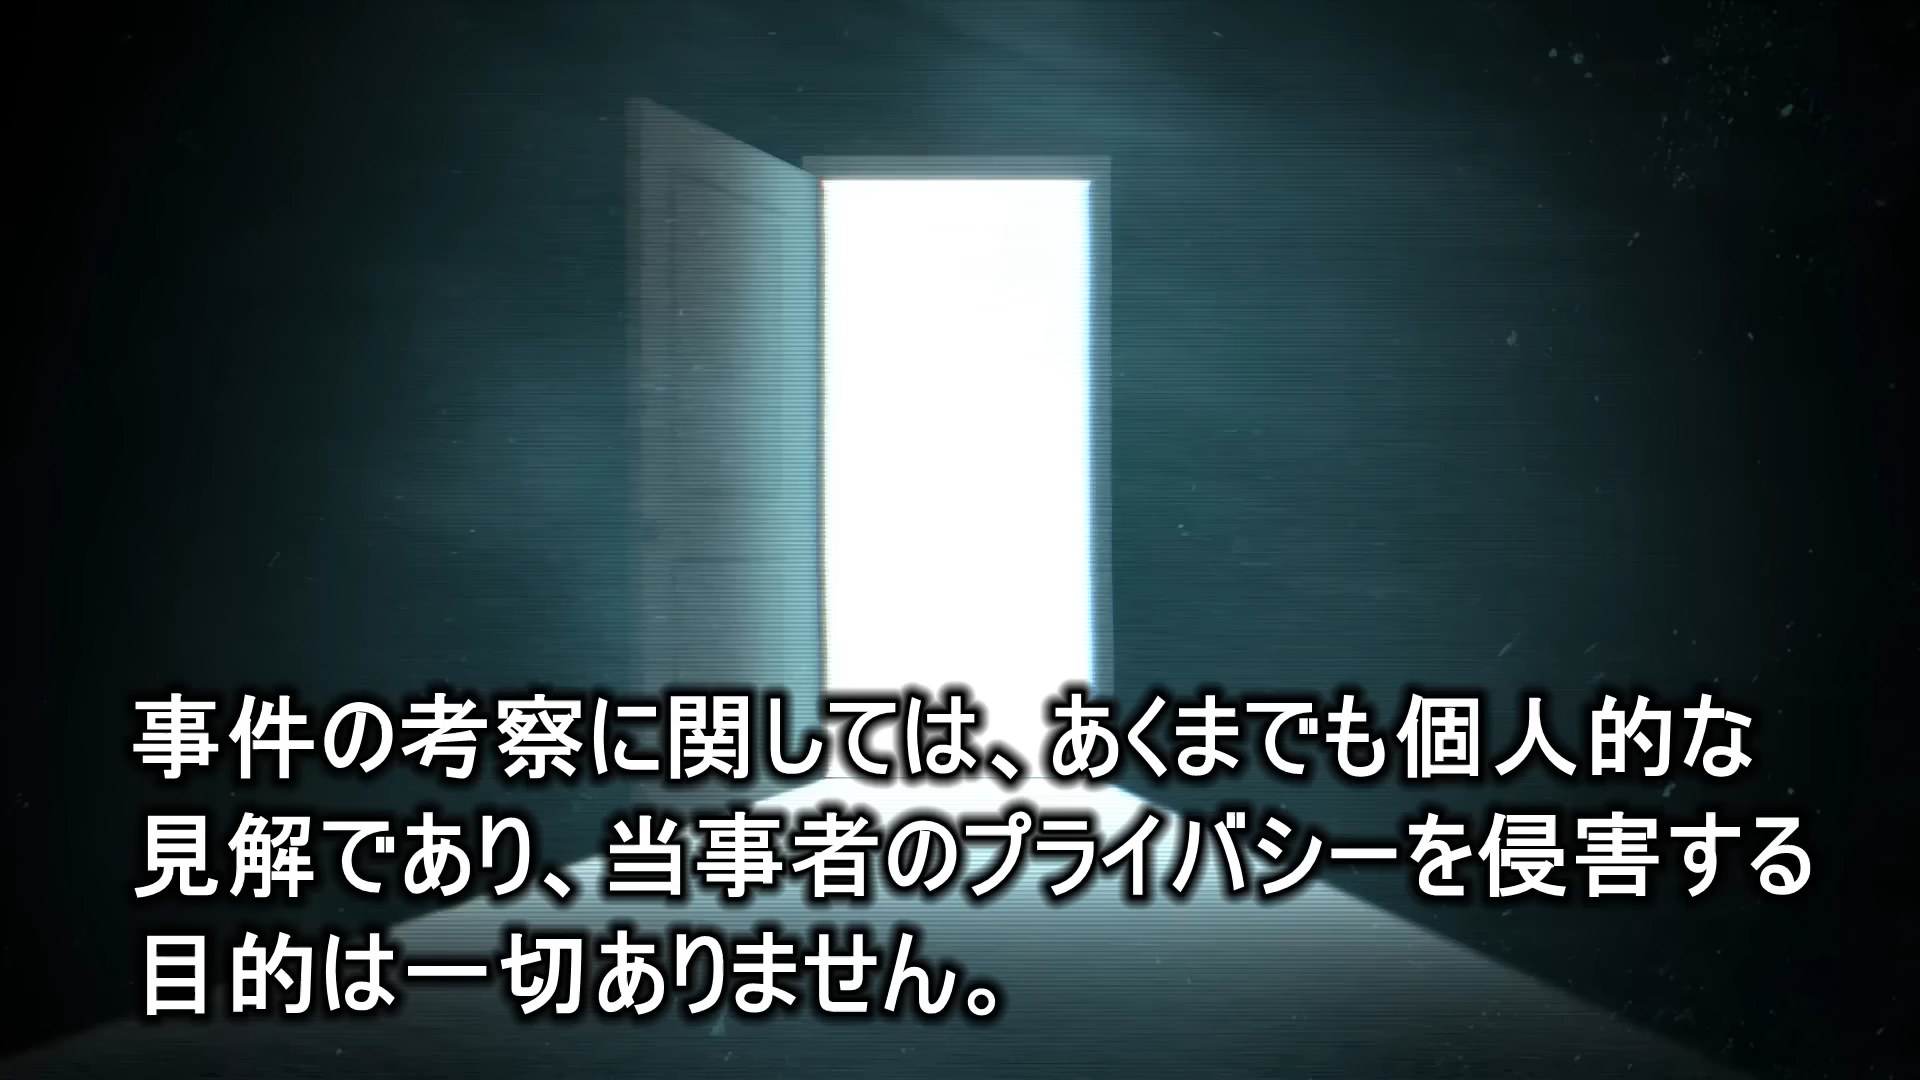 事件の考察に関しては、あくまでも個人的な
見解であり、当事者のプライバシーを侵害する
目的は一切ありません。